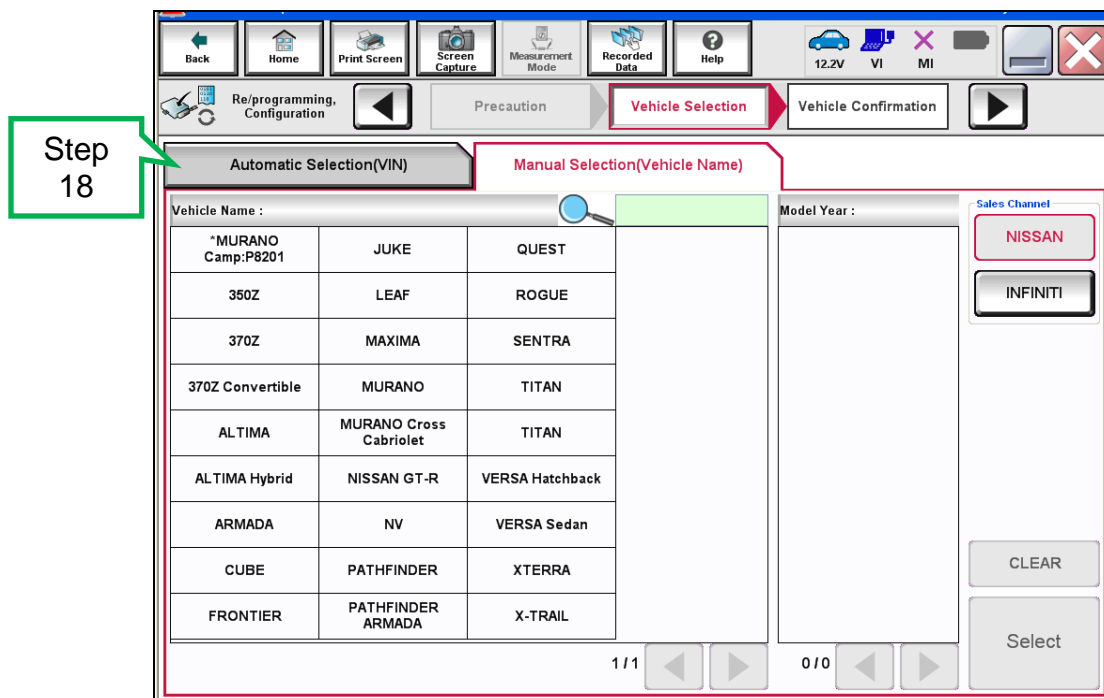 Back
Home
Print Screen
Screen
Capture
Measurement
Mode
Recorded
Data
Help
12.2V
VI
MI
Re/programming,
Configuration
Precaution
Vehicle Selection
Vehicle Confirmation
Step
18
Automatic Selection(VIN)
Manual Selection(Vehicle Name)
Vehicle Name :
Model Year :
Sales Channel
*MURANO
Camp:P8201
JUKE
QUEST
NISSAN
350Z
LEAF
ROGUE
INFINITI
370Z
MAXIMA
SENTRA
370Z Convertible
MURANO
TITAN
ALTIMA
MURANO Cross
Cabriolet
TITAN
ALTIMA Hybrid
NISSAN GT-R
VERSA Hatchback
ARMADA
NV
VERSA Sedan
CUBE
PATHFINDER
XTERRA
CLEAR
FRONTIER
PATHFINDER
ARMADA
X-TRAIL
Select
1/1
0/0